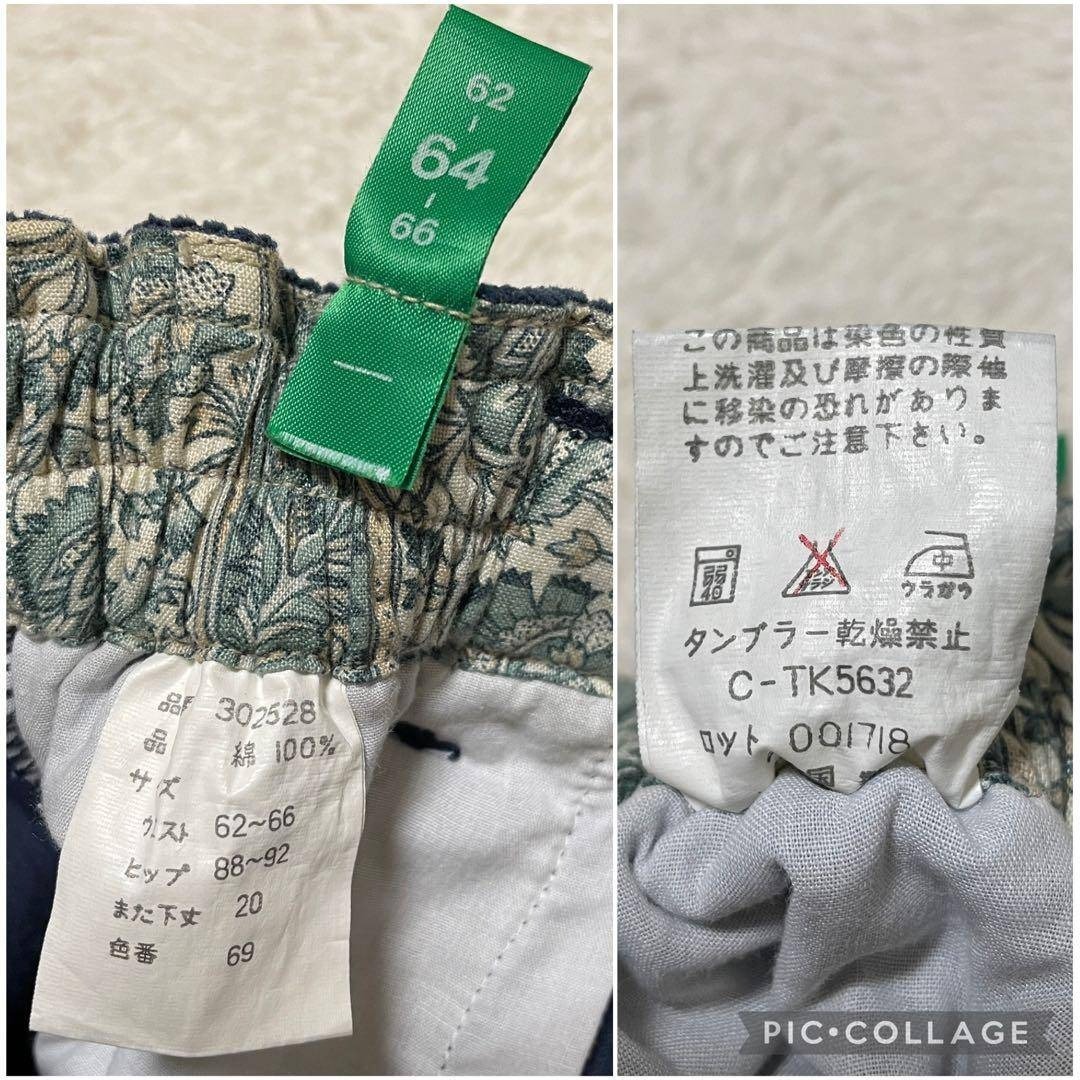 62
-
64
-
66
品 302528
品 綿 100%
サイズ
ウエスト 62~66
ヒップ 88~92
また下丈 20
色番 69
この商品は染色の性質
上洗濯及び摩擦の際他
に移染の恐れがありま
すのでご注意下さい。
弱
40
中
ウラから
タンブラー乾燥禁止
C-TK5632
ロット 001718
国
PIC•COLLAGE